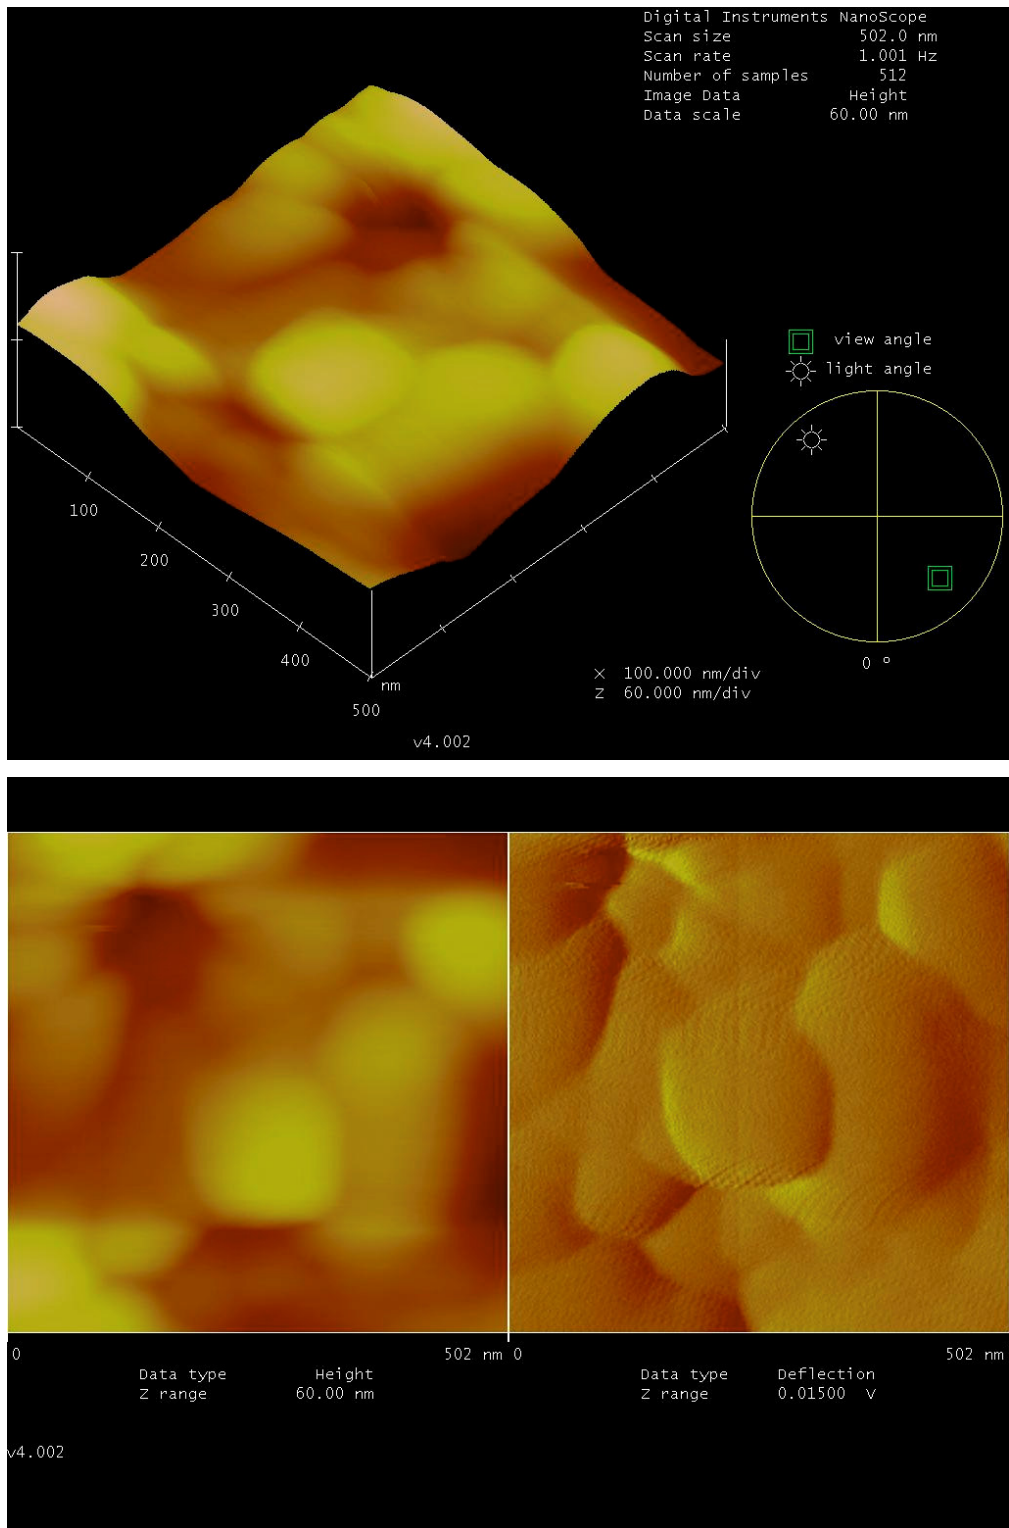 Digital Instruments NanoScope
Scan size 502.0 nm
Scan rate 1.001 Hz
Number of samples 512
Image Data Height
Data scale 60.00 nm
view angle
light angle
100
200
300
400
nm
500
0 º
X 100.000 nm/div
Z 60.000 nm/div
v4.002
0 502 nm 0 502 nm
Data type Height Data type Deflection
Z range 60.00 nm Z range 0.01500 V
v4.002